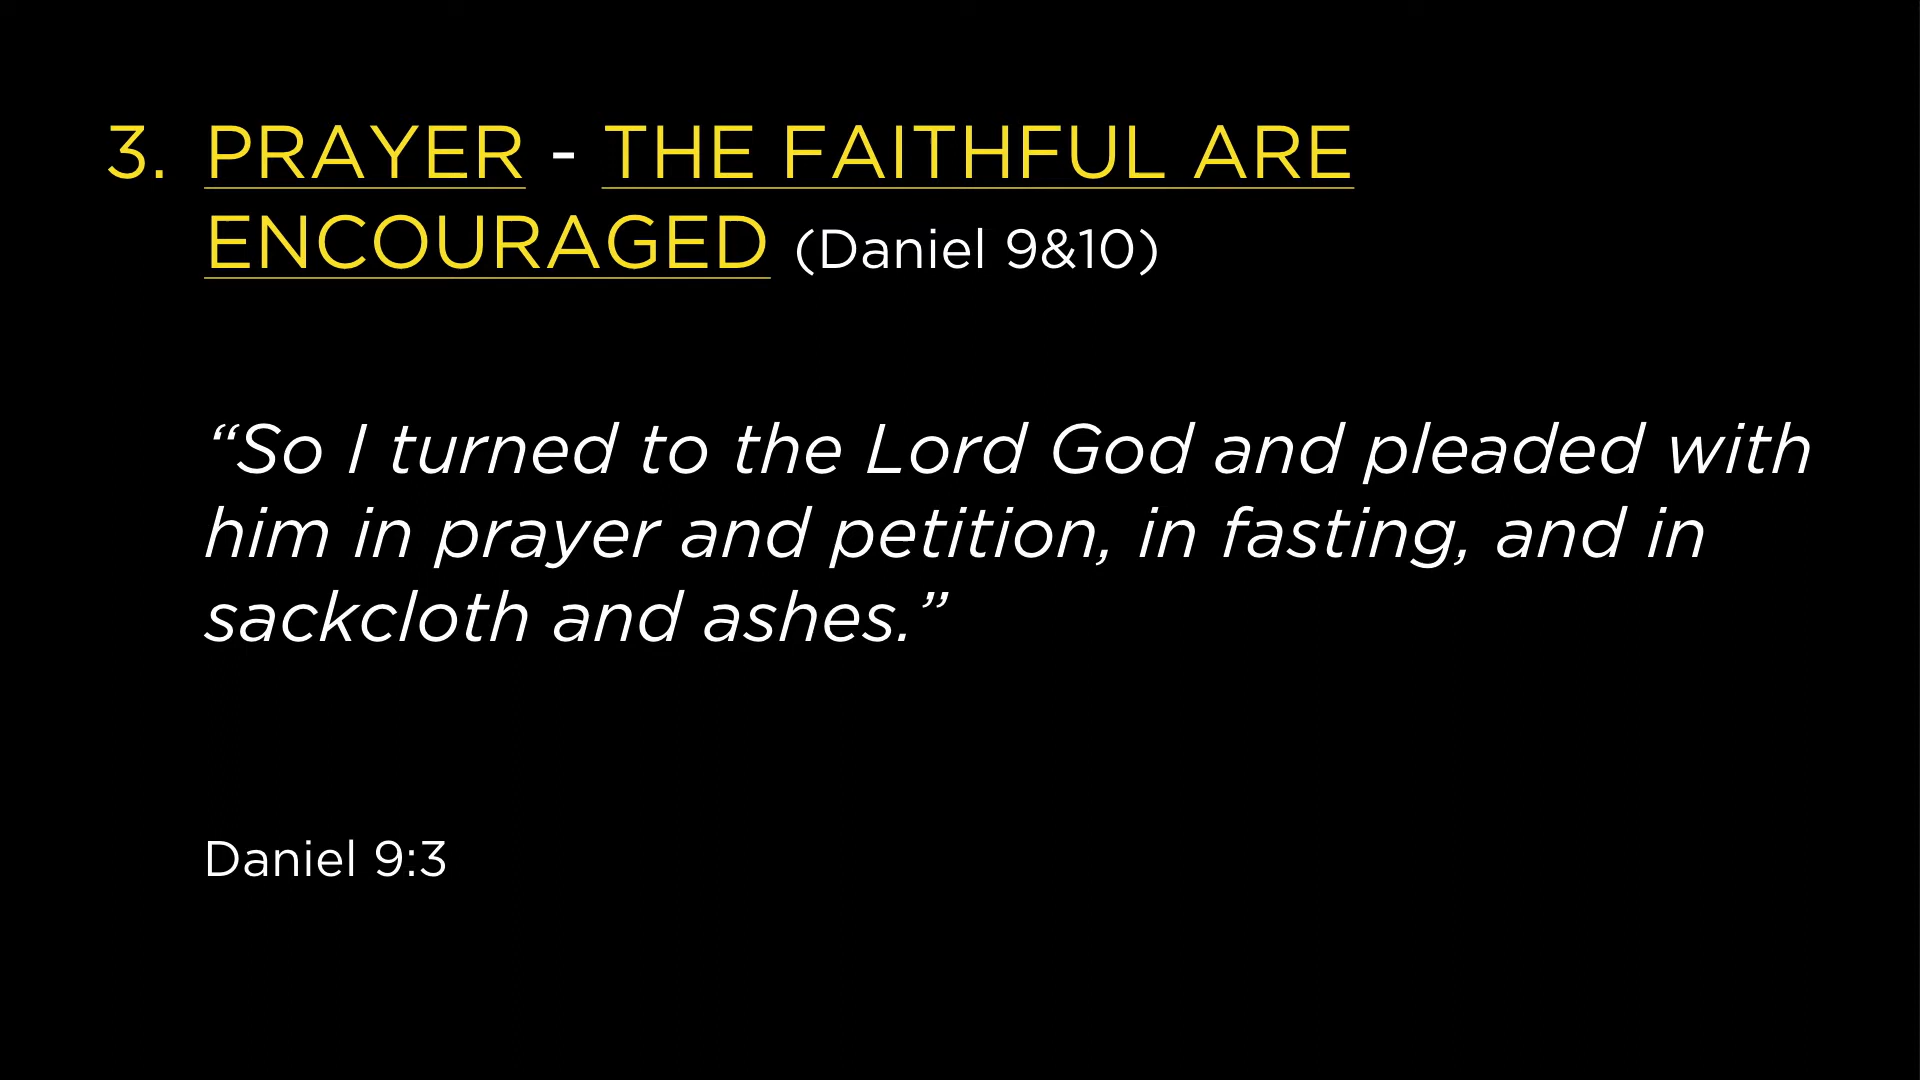 3. PRAYER - THE FAITHFUL ARE
ENCOURAGED (Daniel 9&10)
“So I turned to the Lord God and pleaded with
him in prayer and petition, in fasting, and in
sackcloth and ashes.”
Daniel 9:3